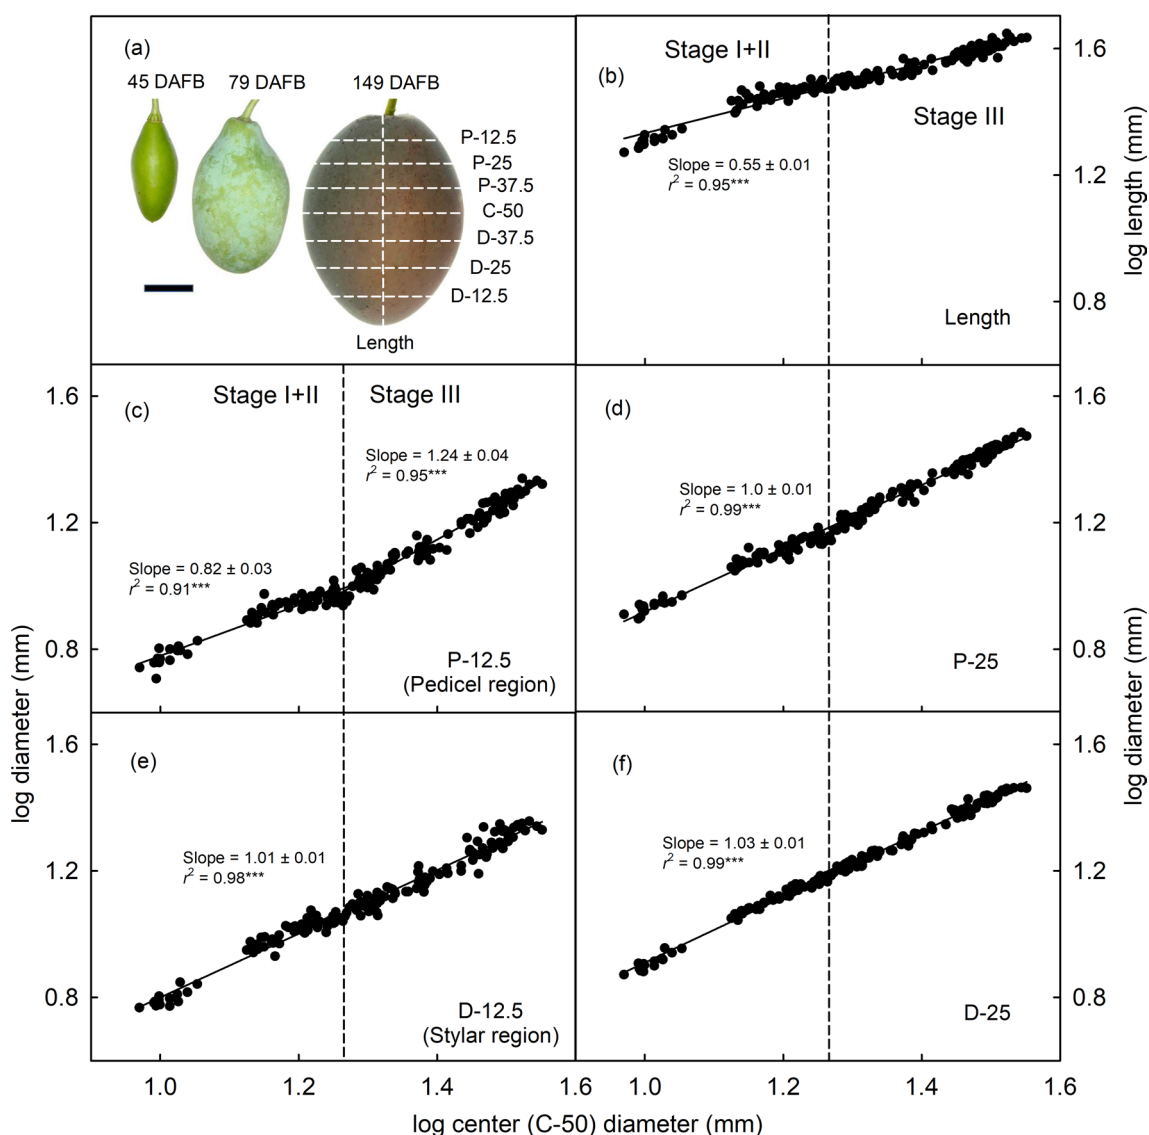 (a)
45 DAFB
79 DAFB
149 DAFB
P-12.5
P-25
P-37.5
C-50
D-37.5
D-25
D-12.5
Length
(b)
Stage I+II
Stage III
Slope = 0.55 ± 0.01
r² = 0.95***
Length
1.6
1.2
0.8
log length (mm)
(c)
Stage I+II
Stage III
Slope = 1.24 ± 0.04
r² = 0.95***
Slope = 0.82 ± 0.03
r² = 0.91***
P-12.5
(Pedicel region)
1.6
1.2
0.8
(d)
Slope = 1.0 ± 0.01
r² = 0.99***
P-25
1.6
1.2
0.8
log diameter (mm)
log diameter (mm)
(e)
Slope = 1.01 ± 0.01
r² = 0.98***
D-12.5
(Stylar region)
1.6
1.2
0.8
1.0
1.2
1.4
1.6
(f)
Slope = 1.03 ± 0.01
r² = 0.99***
D-25
1.6
1.2
0.8
1.0
1.2
1.4
1.6
log center (C-50) diameter (mm)